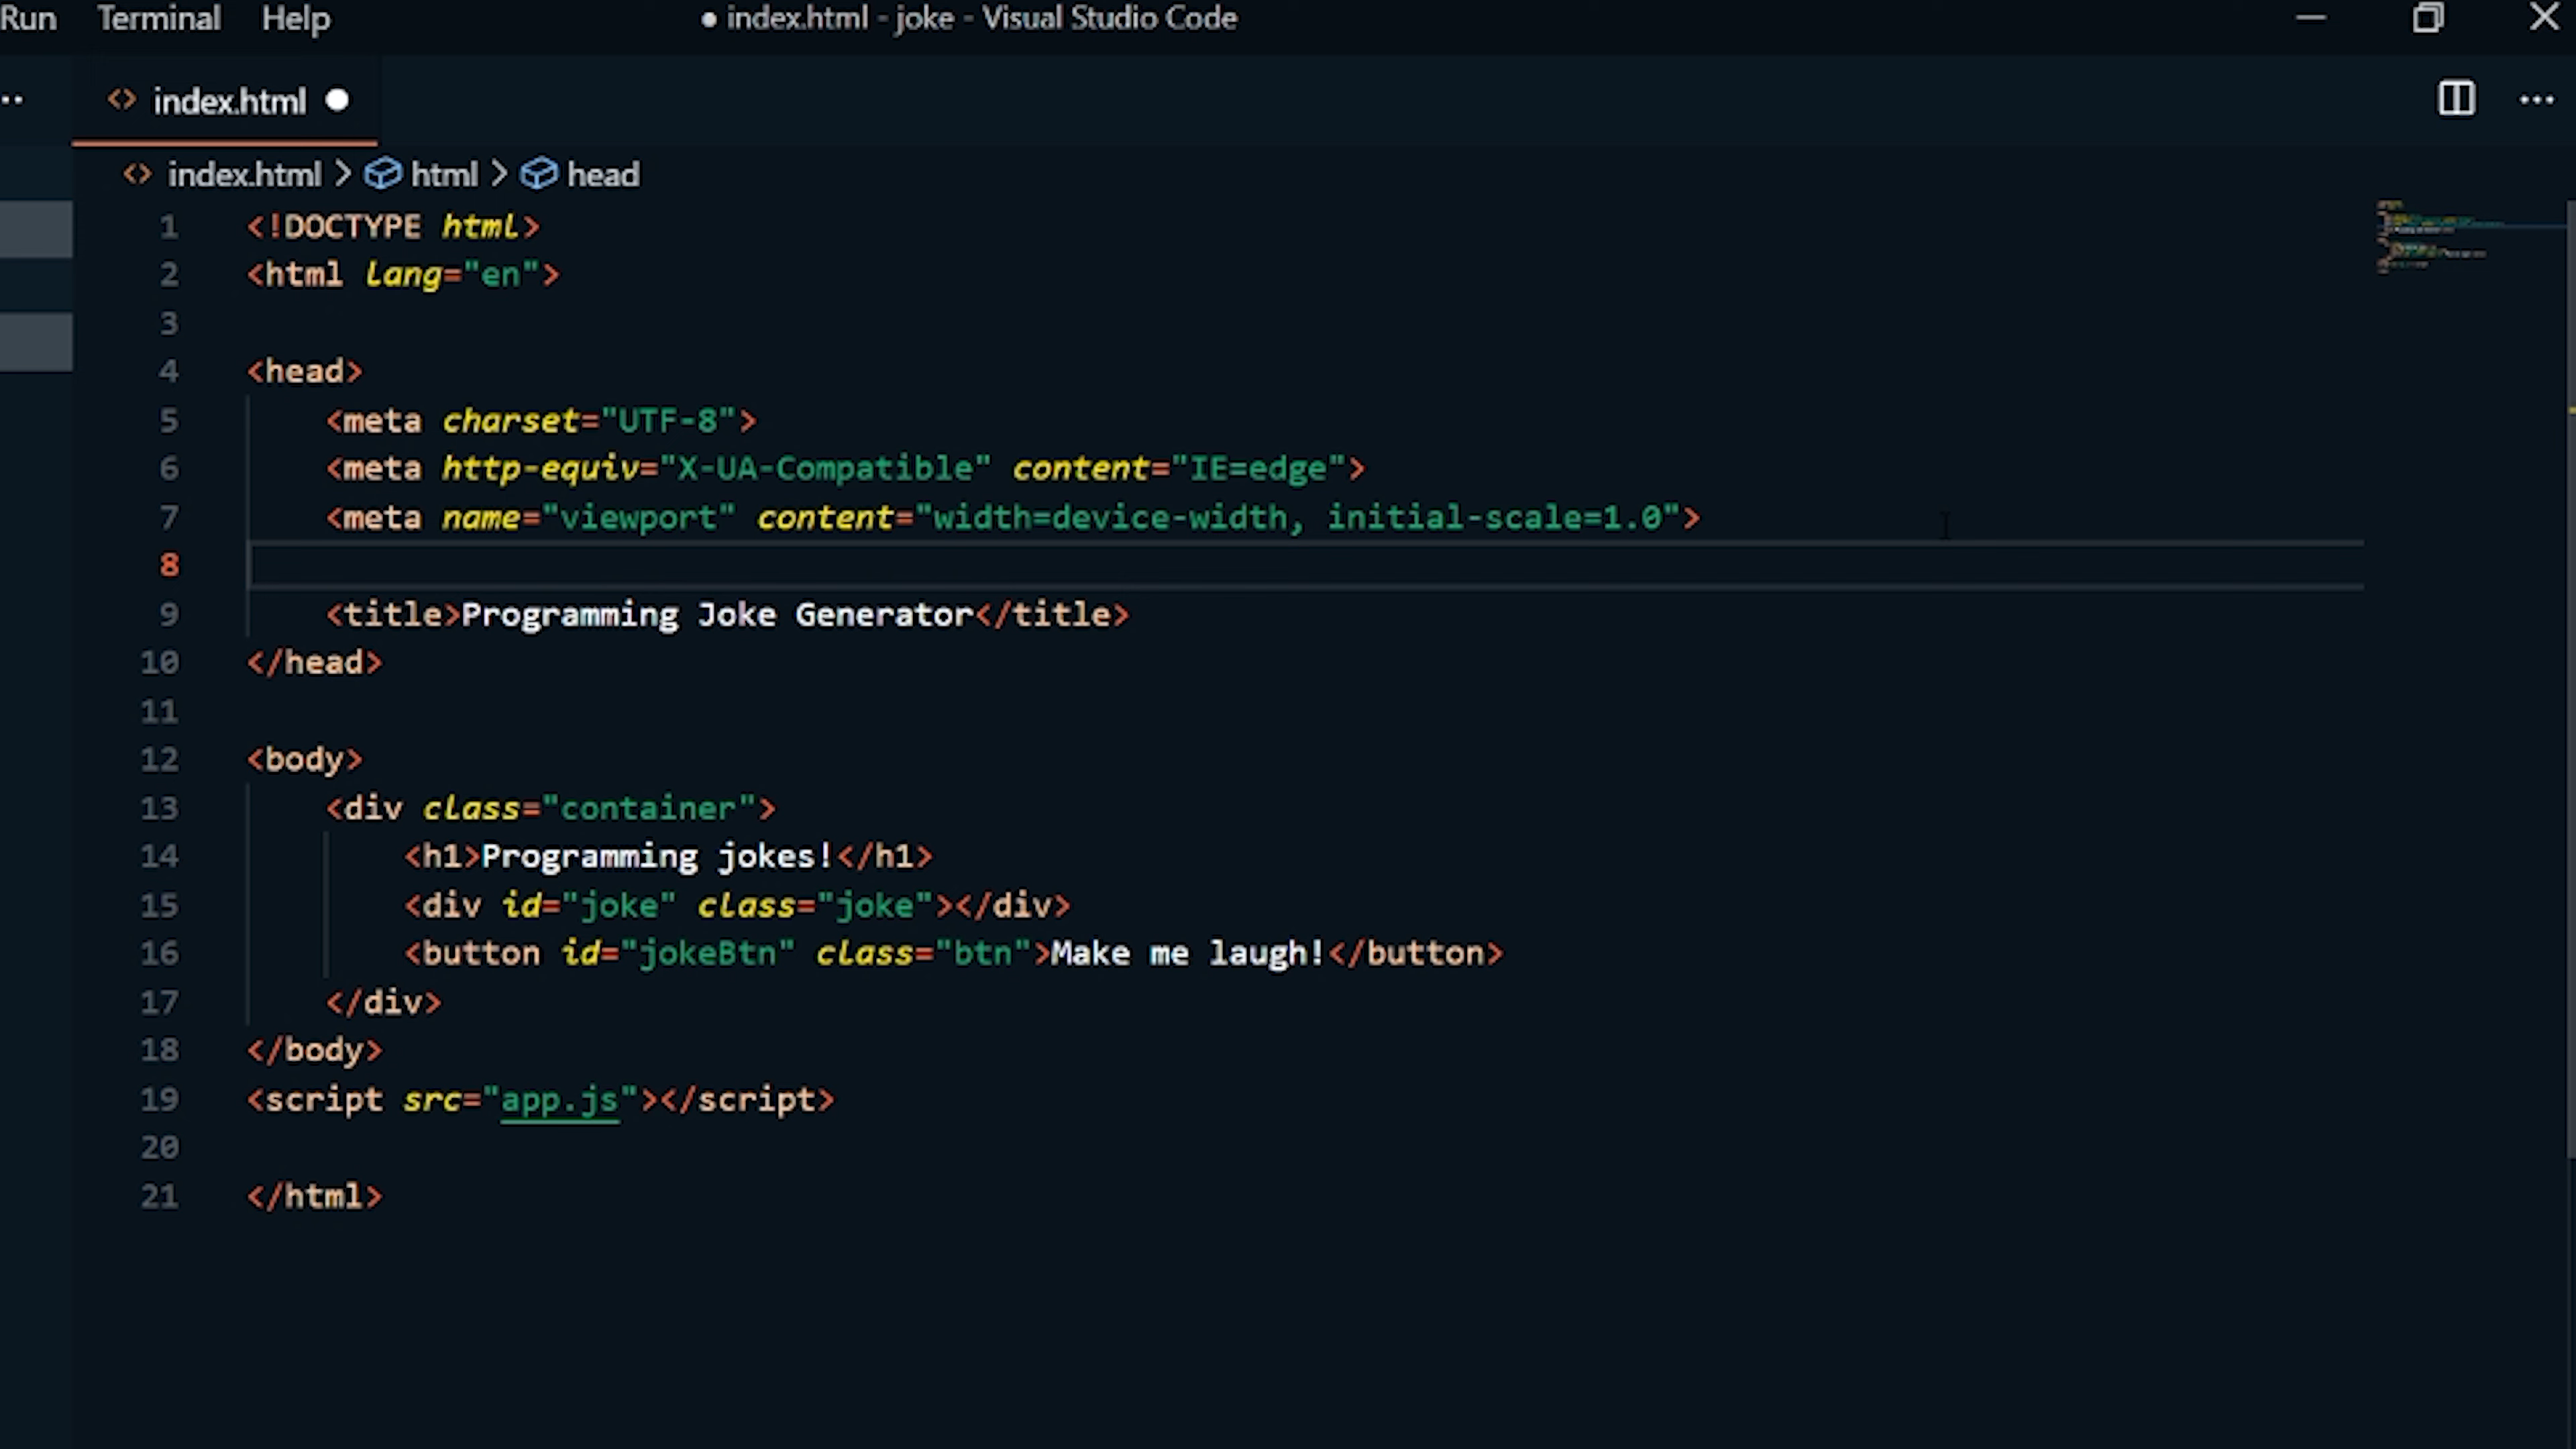 Run Terminal Help ● index.html - joke - Visual Studio Code
index.html
index.html > html > head
1 <!DOCTYPE html>
2 <html lang="en">
3
4 <head>
5 <meta charset="UTF-8">
6 <meta http-equiv="X-UA-Compatible" content="IE=edge">
7 <meta name="viewport" content="width=device-width, initial-scale=1.0">
8
9 <title>Programming Joke Generator</title>
10 </head>
11
12 <body>
13 <div class="container">
14 <h1>Programming jokes!</h1>
15 <div id="joke" class="joke"></div>
16 <button id="jokeBtn" class="btn">Make me laugh!</button>
17 </div>
18 </body>
19 <script src="app.js"></script>
20
21 </html>